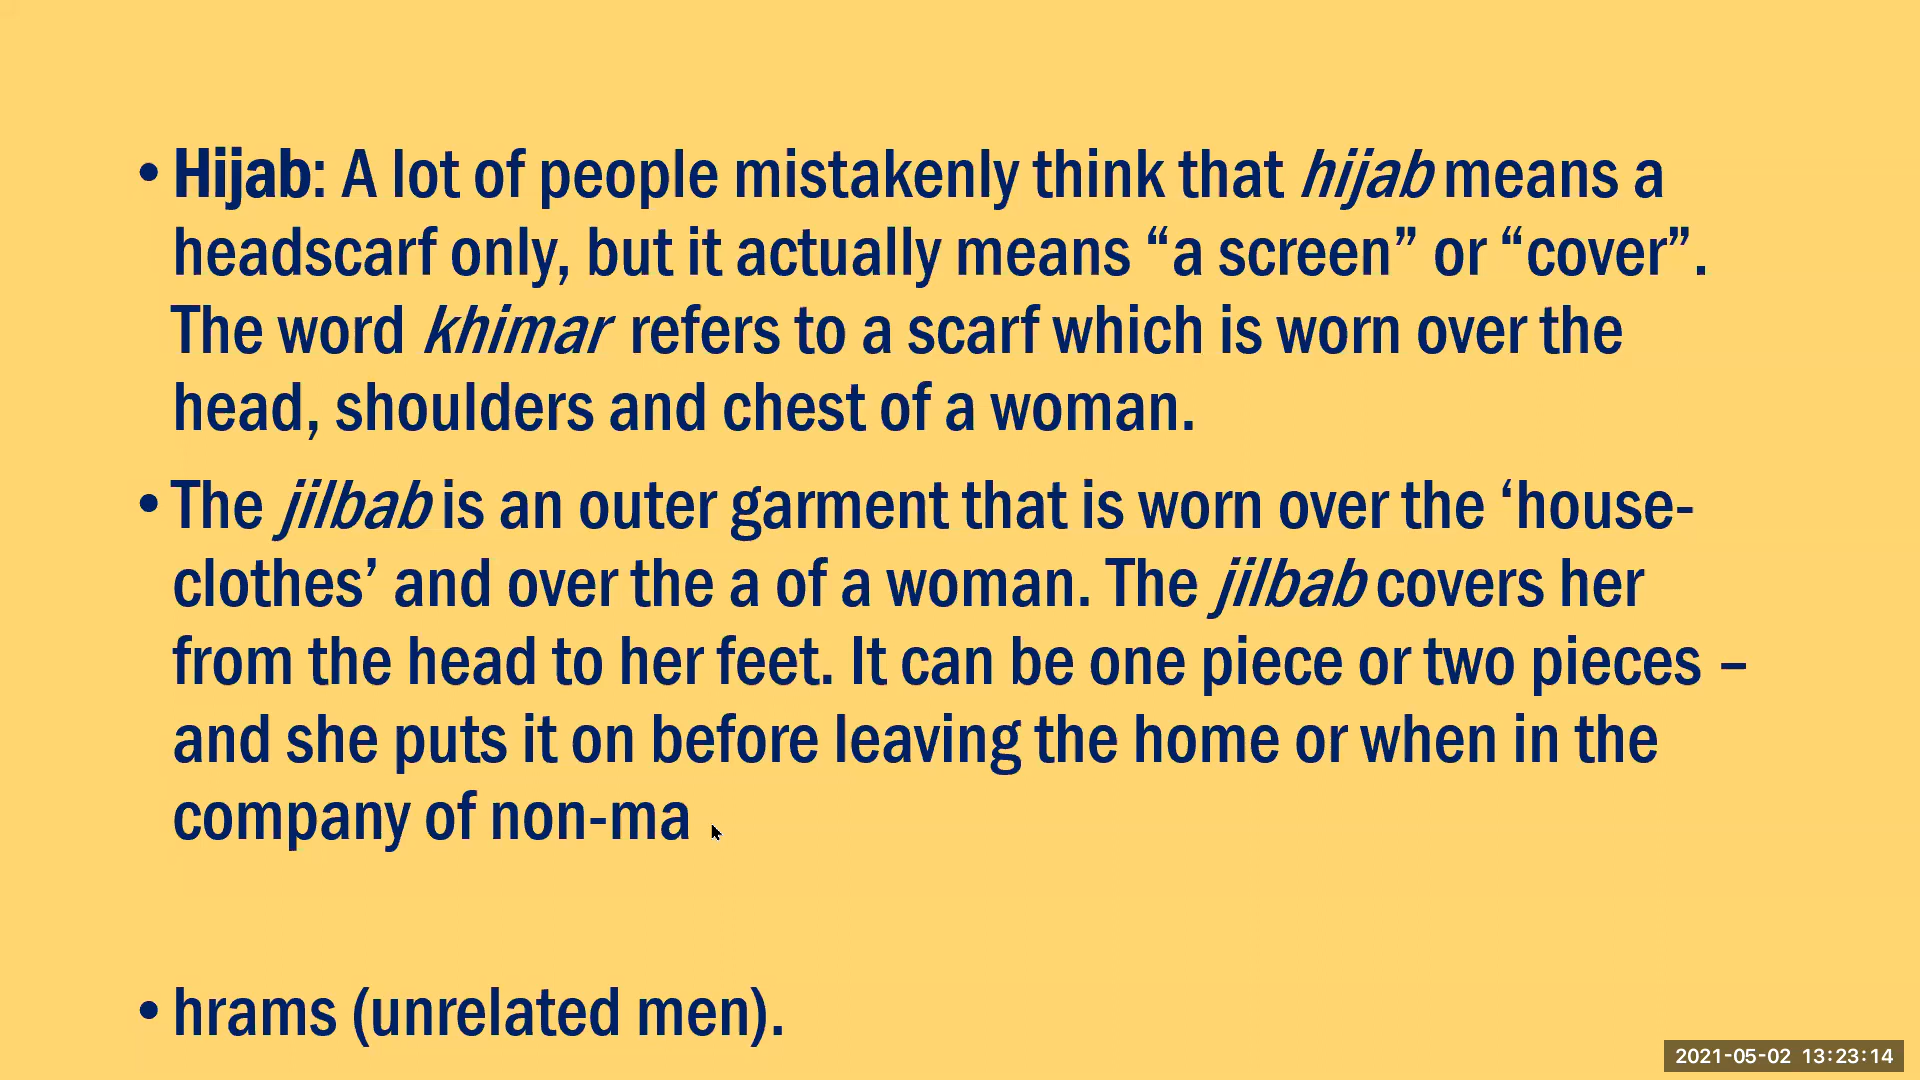 • Hijab: A lot of people mistakenly think that hijab means a
headscarf only, but it actually means “a screen” or “cover”.
The word khimar refers to a scarf which is worn over the
head, shoulders and chest of a woman.
• The jilbab is an outer garment that is worn over the ‘house-
clothes’ and over the a of a woman. The jilbab covers her
from the head to her feet. It can be one piece or two pieces –
and she puts it on before leaving the home or when in the
company of non-ma
• hrams (unrelated men).
2021-05-02 13:23:14